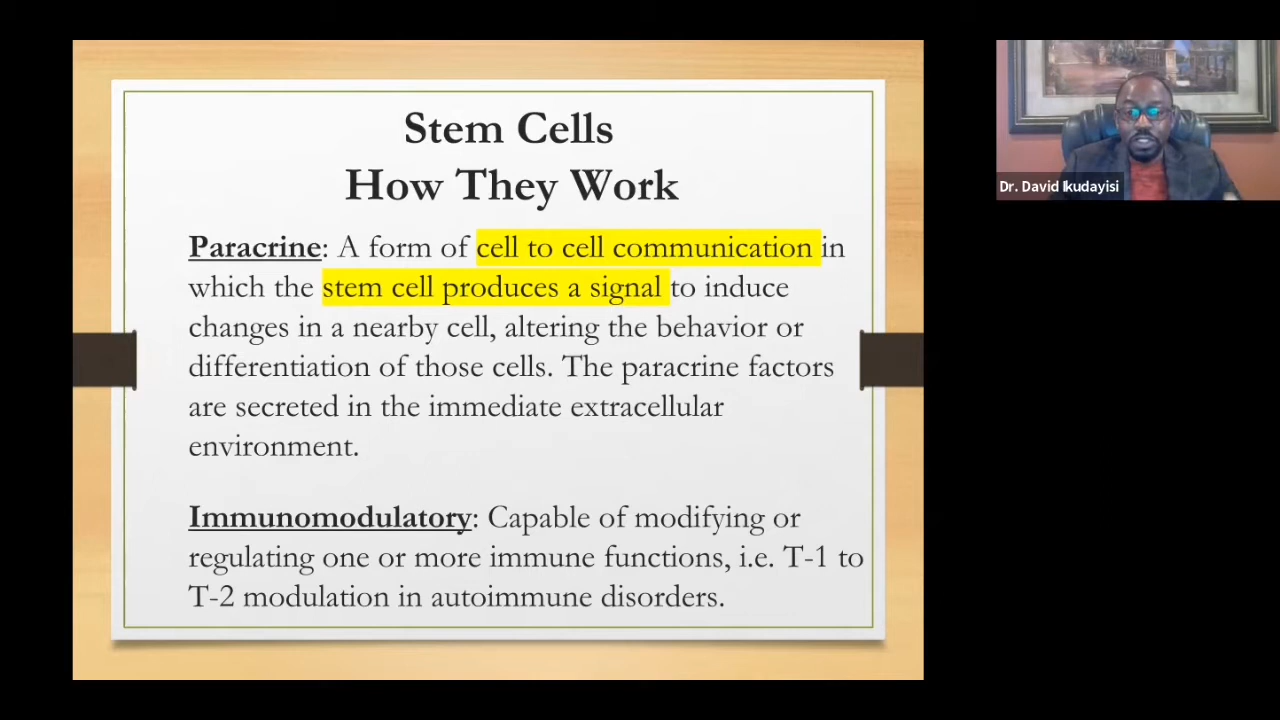 Stem Cells
How They Work
Paracrine: A form of cell to cell communication in
which the stem cell produces a signal to induce
changes in a nearby cell, altering the behavior or
differentiation of those cells. The paracrine factors
are secreted in the immediate extracellular
environment.
Immunomodulatory: Capable of modifying or
regulating one or more immune functions, i.e. T-1 to
T-2 modulation in autoimmune disorders.
Dr. David Ikudayisi